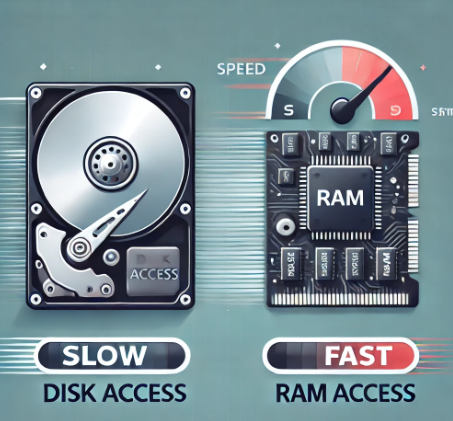 SPEED
S
D K
ACCESS
RAM
SLOW
FAST
DISK ACCESS
RAM ACCESS